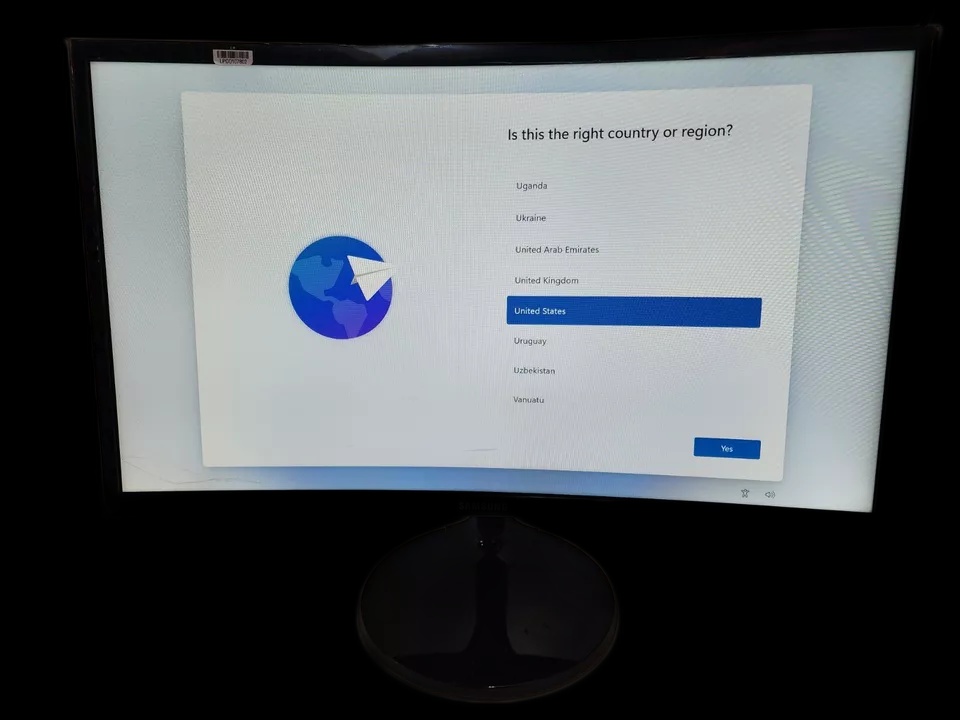 Is this the right country or region?
Uganda
Ukraine
United Arab Emirates
United Kingdom
United States
Uruguay
Uzbekistan
Vanuatu
Yes